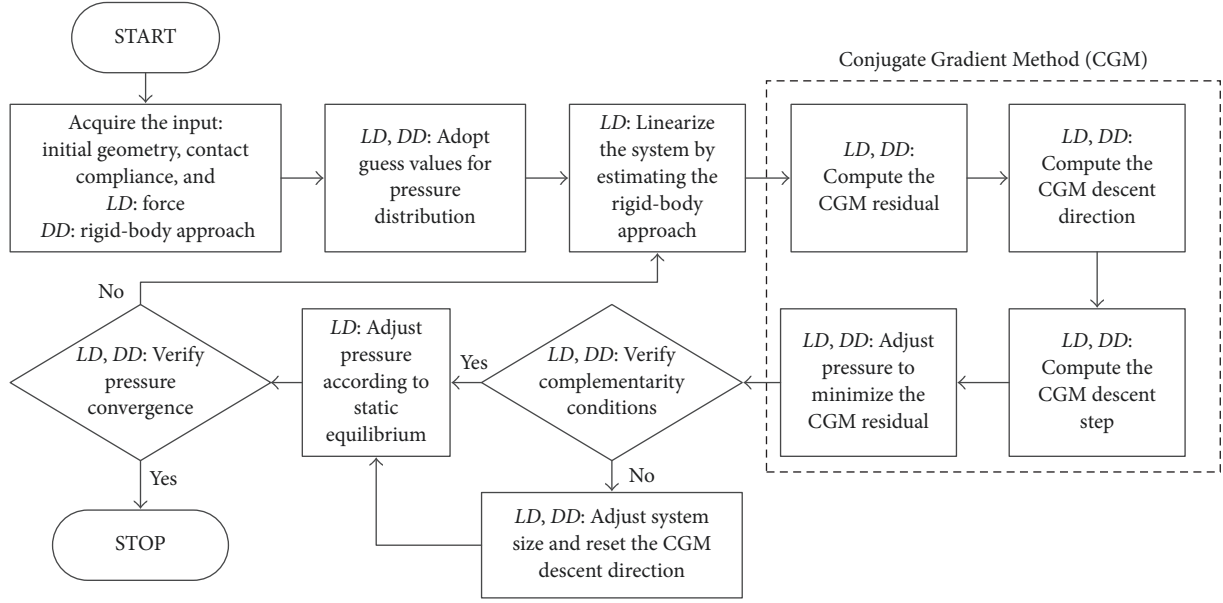 START
Acquire the input:
initial geometry, contact
compliance, and
LD: force
DD: rigid-body approach
LD, DD: Adopt
guess values for
pressure
distribution
LD: Linearize
the system by
estimating the
rigid-body
approach
Conjugate Gradient Method (CGM)
LD, DD:
Compute the
CGM residual
LD, DD:
Compute the
CGM descent
direction
LD, DD:
Compute the
CGM descent
step
LD, DD: Adjust
pressure to
minimize the
CGM residual
LD, DD: Verify
complementarity
conditions
Yes
No
LD, DD: Adjust system
size and reset the CGM
descent direction
LD: Adjust
pressure
according to
static
equilibrium
LD, DD: Verify
pressure
convergence
No
Yes
STOP